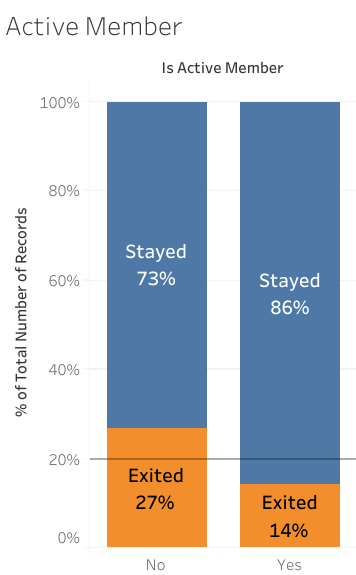 Active Member
Is Active Member
% of Total Number of Records
100%
80%
60%
40%
20%
0%
Stayed
73%
Exited
27%
Stayed
86%
Exited
14%
No
Yes